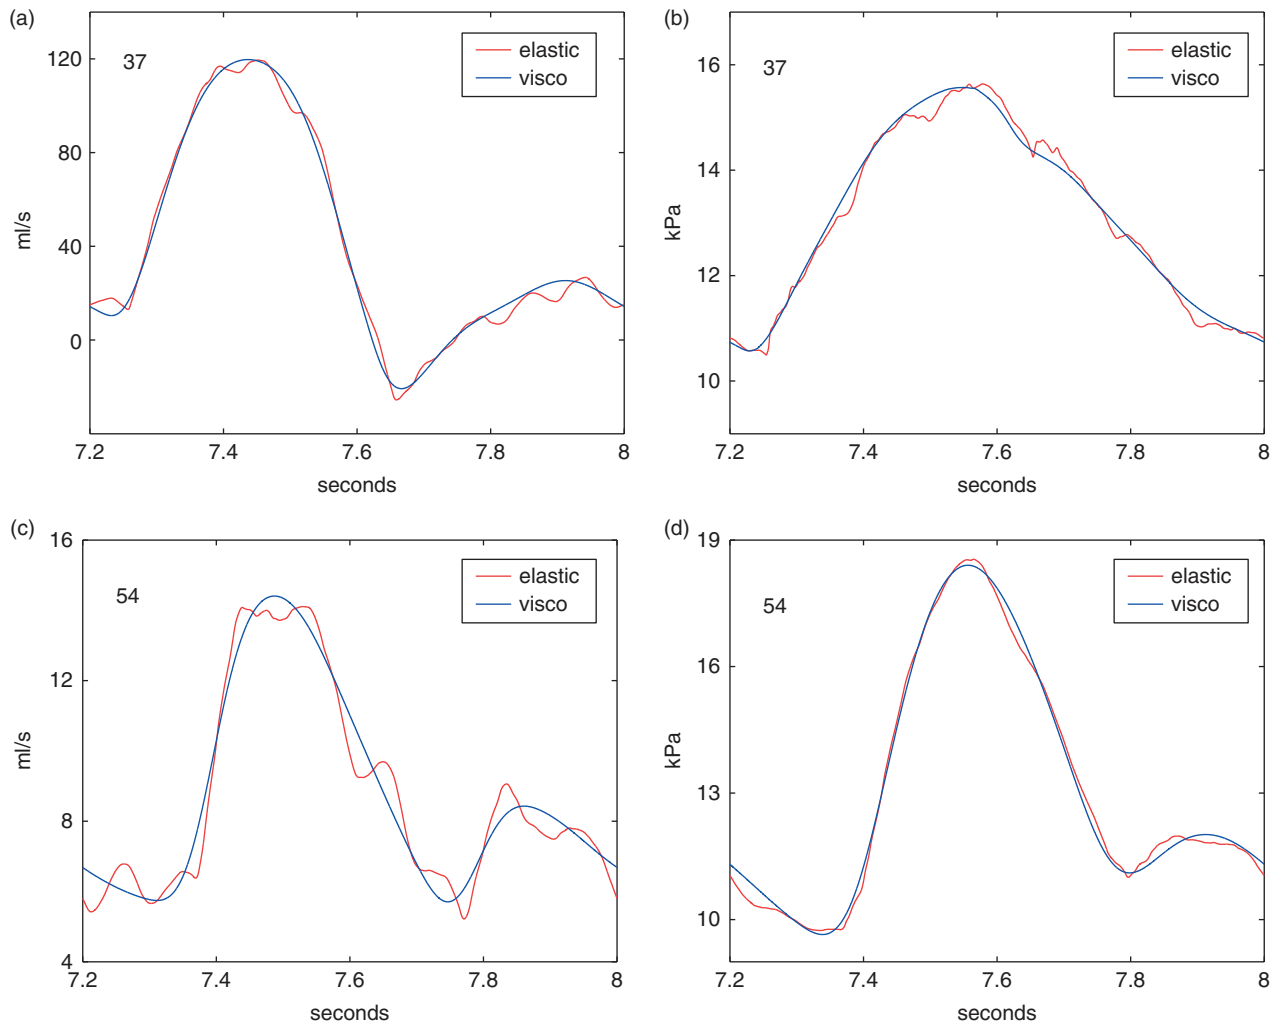 (a)
120
80
40
0
ml/s
37
elastic
visco
7.2 7.4 7.6 7.8 8
seconds
(b)
16
14
12
10
kPa
37
elastic
visco
7.2 7.4 7.6 7.8 8
seconds
(c)
16
12
8
4
ml/s
54
elastic
visco
7.2 7.4 7.6 7.8 8
seconds
(d)
19
16
13
10
kPa
54
elastic
visco
7.2 7.4 7.6 7.8 8
seconds